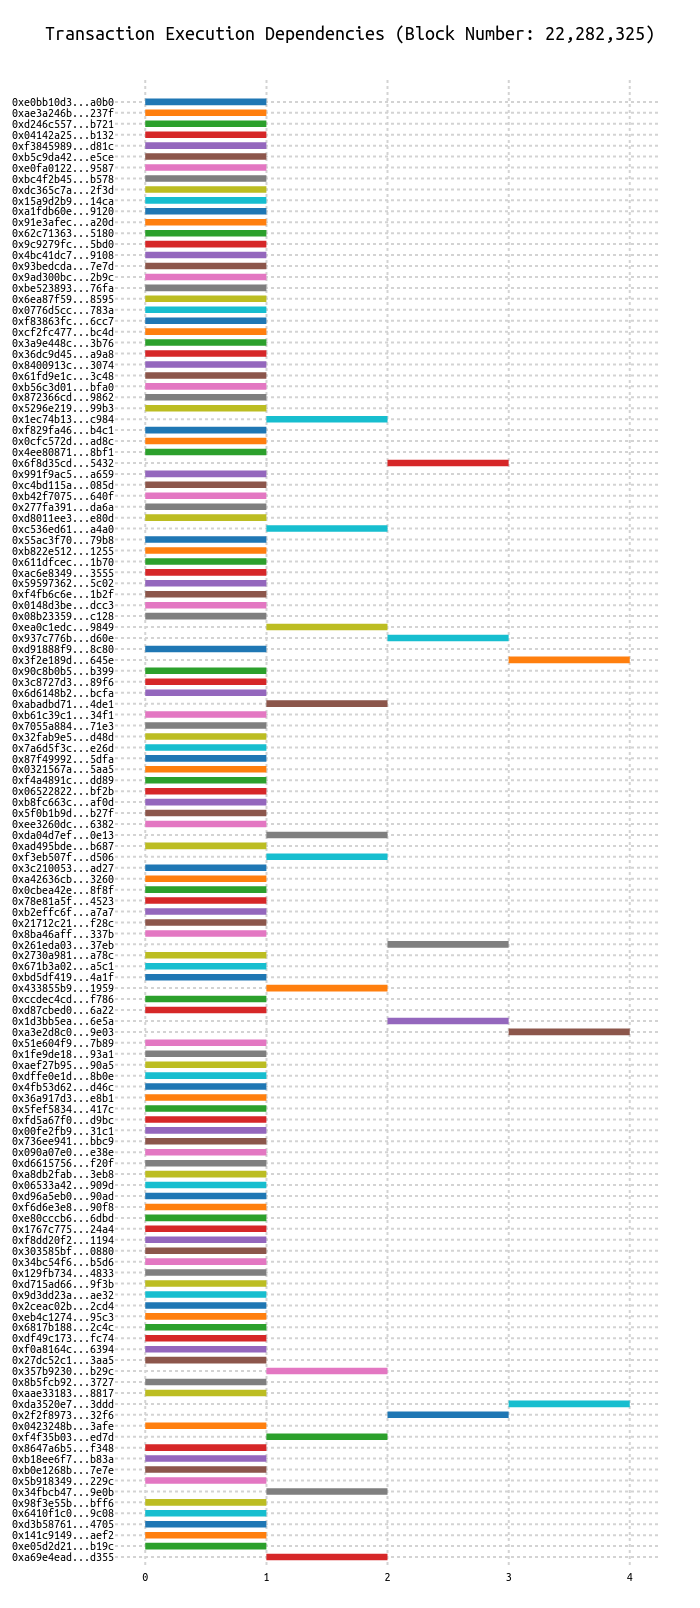 Transaction Execution Dependencies (Block Number: 22,282,325)
0xe0bb10d3...a0b0
0xae3a246b...237f
0xd246c557...b721
0x04142a25...b132
0xf3845989...d81c
0xb5c9da42...e5ce
0xe0fa0122...9587
0xbc4f2b45...b578
0xdc365c7a...2f3d
0x15a9d2b9...14ca
0xa1fdb60e...9120
0x91e3afec...a20d
0x62c71363...5180
0x9c9279fc...5bd0
0x4bc41dc7...9108
0x93bedcda...7e7d
0x9ad300bc...2b9c
0xbe523893...76fa
0x6ea87f59...8595
0x0776d5cc...783a
0xf83863fc...6cc7
0xcf2fc477...bc4d
0x3a9e448c...3b76
0x36dc9d45...a9a8
0x8400913c...3074
0x61fd9e1c...3c48
0xb56c3d01...bfa0
0x872366cd...9862
0x5296e219...99b3
0x1ec74b13...c984
0xf829fa46...b4c1
0x0cfc572d...ad8c
0x4ee80871...8bf1
0x6f8d35cd...5432
0x991f9ac5...a659
0xc4bd115a...085d
0xb42f7075...640f
0x277fa391...da6a
0xd8011ee3...e80d
0xc536ed61...a4a0
0x55ac3f70...79b8
0xb822e512...1255
0x611dfcec...1b70
0xac6e8349...3555
0x59597362...5c02
0xf4fb6c6e...1b2f
0x0148d3be...dcc3
0x08b23359...c128
0xea0c1edc...9849
0x937c776b...d60e
0xd91888f9...8c80
0x3f2e189d...645e
0x90c8b0b5...b399
0x3c8727d3...89f6
0x6d6148b2...bcfa
0xabadbd71...4de1
0xb61c39c1...34f1
0x7055a884...71e3
0x32fab9e5...d48d
0x7a6d5f3c...e26d
0x87f49992...5dfa
0x0321567a...5aa5
0xf4a4891c...dd89
0x06522822...bf2b
0xb8fc663c...af0d
0x5f0b1b9d...b27f
0xee3260dc...6382
0xda04d7ef...0e13
0xad495bde...b687
0xf3eb507f...d506
0x3c210053...ad27
0xa42636cb...3260
0x0cbea42e...8f8f
0x78e81a5f...4523
0xb2effc6f...a7a7
0x21712c21...f28c
0x8ba46aff...337b
0x261eda03...37eb
0x2730a981...a78c
0x671b3a02...a5c1
0xbd5df419...4a1f
0x433855b9...1959
0xccdec4cd...f786
0xd87cbed0...6a22
0x1d3bb5ea...6e5a
0xa3e2d8c0...9e03
0x51e604f9...7b89
0x1fe9de18...93a1
0xaef27b95...90a5
0xdffe0e1d...8b0e
0x4fb53d62...d46c
0x36a917d3...e8b1
0x5fef5834...417c
0xfd5a67f0...d9bc
0x00fe2fb9...31c1
0x736ee941...bbc9
0x090a07e0...e38e
0xd6615756...f20f
0xa8db2fab...3eb8
0x06533a42...909d
0xd96a5eb0...90ad
0xf6d6e3e8...90f8
0xe80cccb6...6dbd
0x1767c775...24a4
0xf8dd20f2...1194
0x303585bf...0880
0x34bc54f6...b5d6
0x129fb734...4833
0xd715ad66...9f3b
0x9d3dd23a...ae32
0x2ceac02b...2cd4
0xeb4c1274...95c3
0x6817b188...2c4c
0xdf49c173...fc74
0xf0a8164c...6394
0x27dc52c1...3aa5
0x357b9230...b29c
0x8b5fcb92...3727
0xaae33183...8817
0xda3520e7...3ddd
0x2f2f8973...32f6
0x0423248b...3afe
0xf4f35b03...ed7d
0x8647a6b5...f348
0xb18ee6f7...b83a
0xb0e1268b...7e7e
0x5b918349...229c
0x34fbcb47...9e0b
0x98f3e55b...bff6
0x6410f1c0...9c08
0xd3b58761...4705
0x141c9149...aef2
0xe05d2d21...b19c
0xa69e4ead...d355
0 1 2 3 4